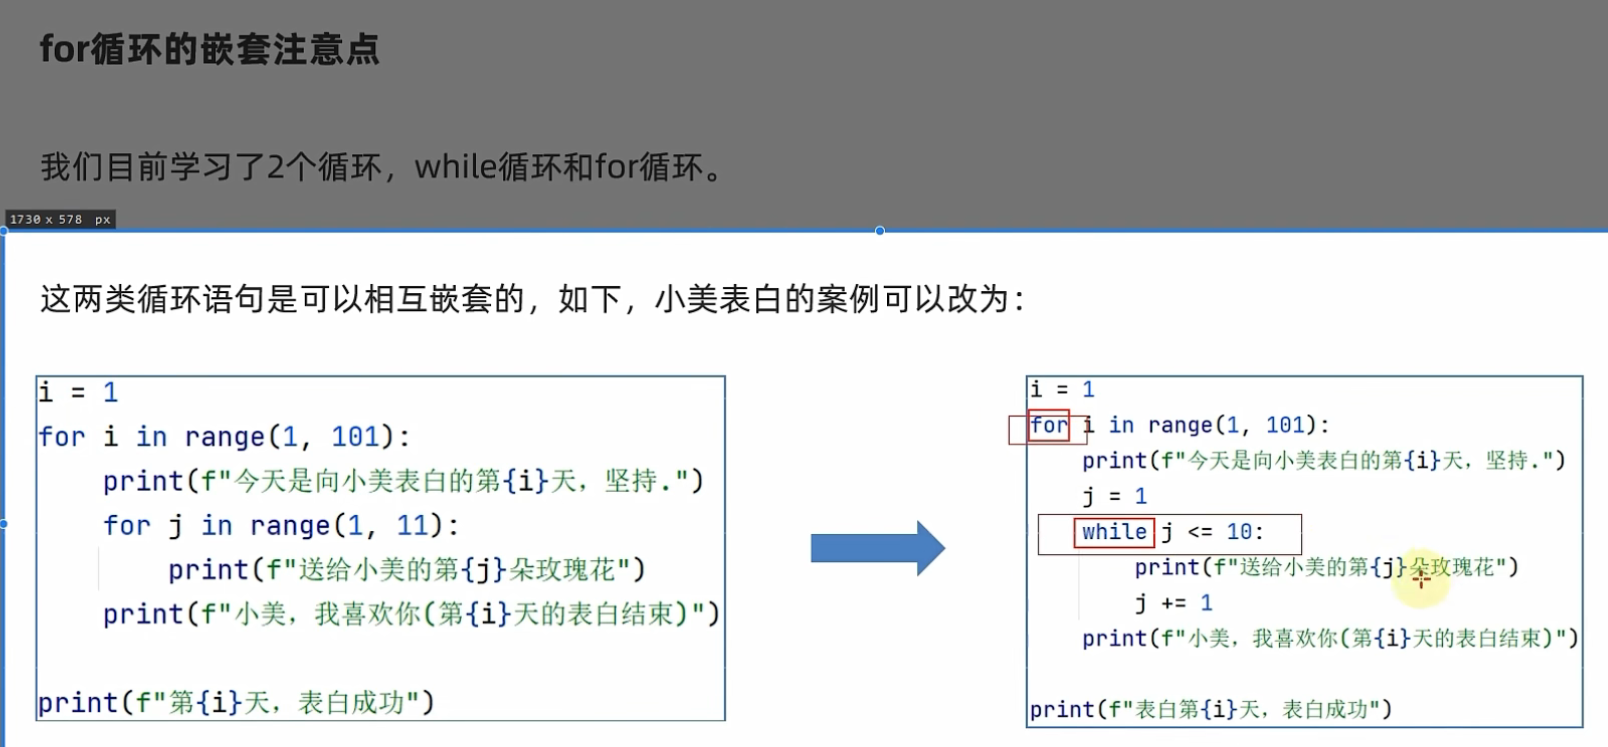 for循环的嵌套注意点
我们目前学习了2个循环，while循环和for循环。
1730 x 578 px
这两类循环语句是可以相互嵌套的，如下，小美表白的案例可以改为：
i = 1
for i in range(1, 101):
    print(f"今天是向小美表白的第{i}天，坚持.")
    for j in range(1, 11):
        print(f"送给小美的第{j}朵玫瑰花")
    print(f"小美，我喜欢你(第{i}天的表白结束)")
print(f"第{i}天，表白成功")
i = 1
for i in range(1, 101):
    print(f"今天是向小美表白的第{i}天，坚持.")
    j = 1
    while j <= 10:
        print(f"送给小美的第{j}朵玫瑰花")
        j += 1
    print(f"小美，我喜欢你(第{i}天的表白结束)")
print(f"表白第{i}天，表白成功")